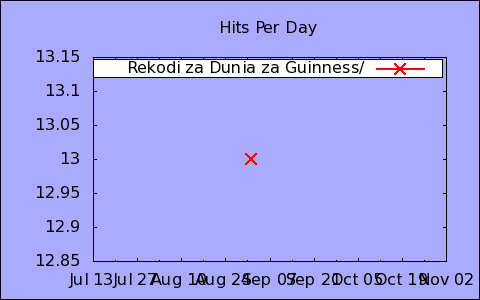 Hits Per Day
Rekodi za Dunia za Guinness/
13.15
13.1
13.05
13
12.95
12.9
12.85
Jul 13 Jul 27 Aug 10 Aug 24 Sep 07 Sep 21 Oct 05 Oct 19 Nov 02